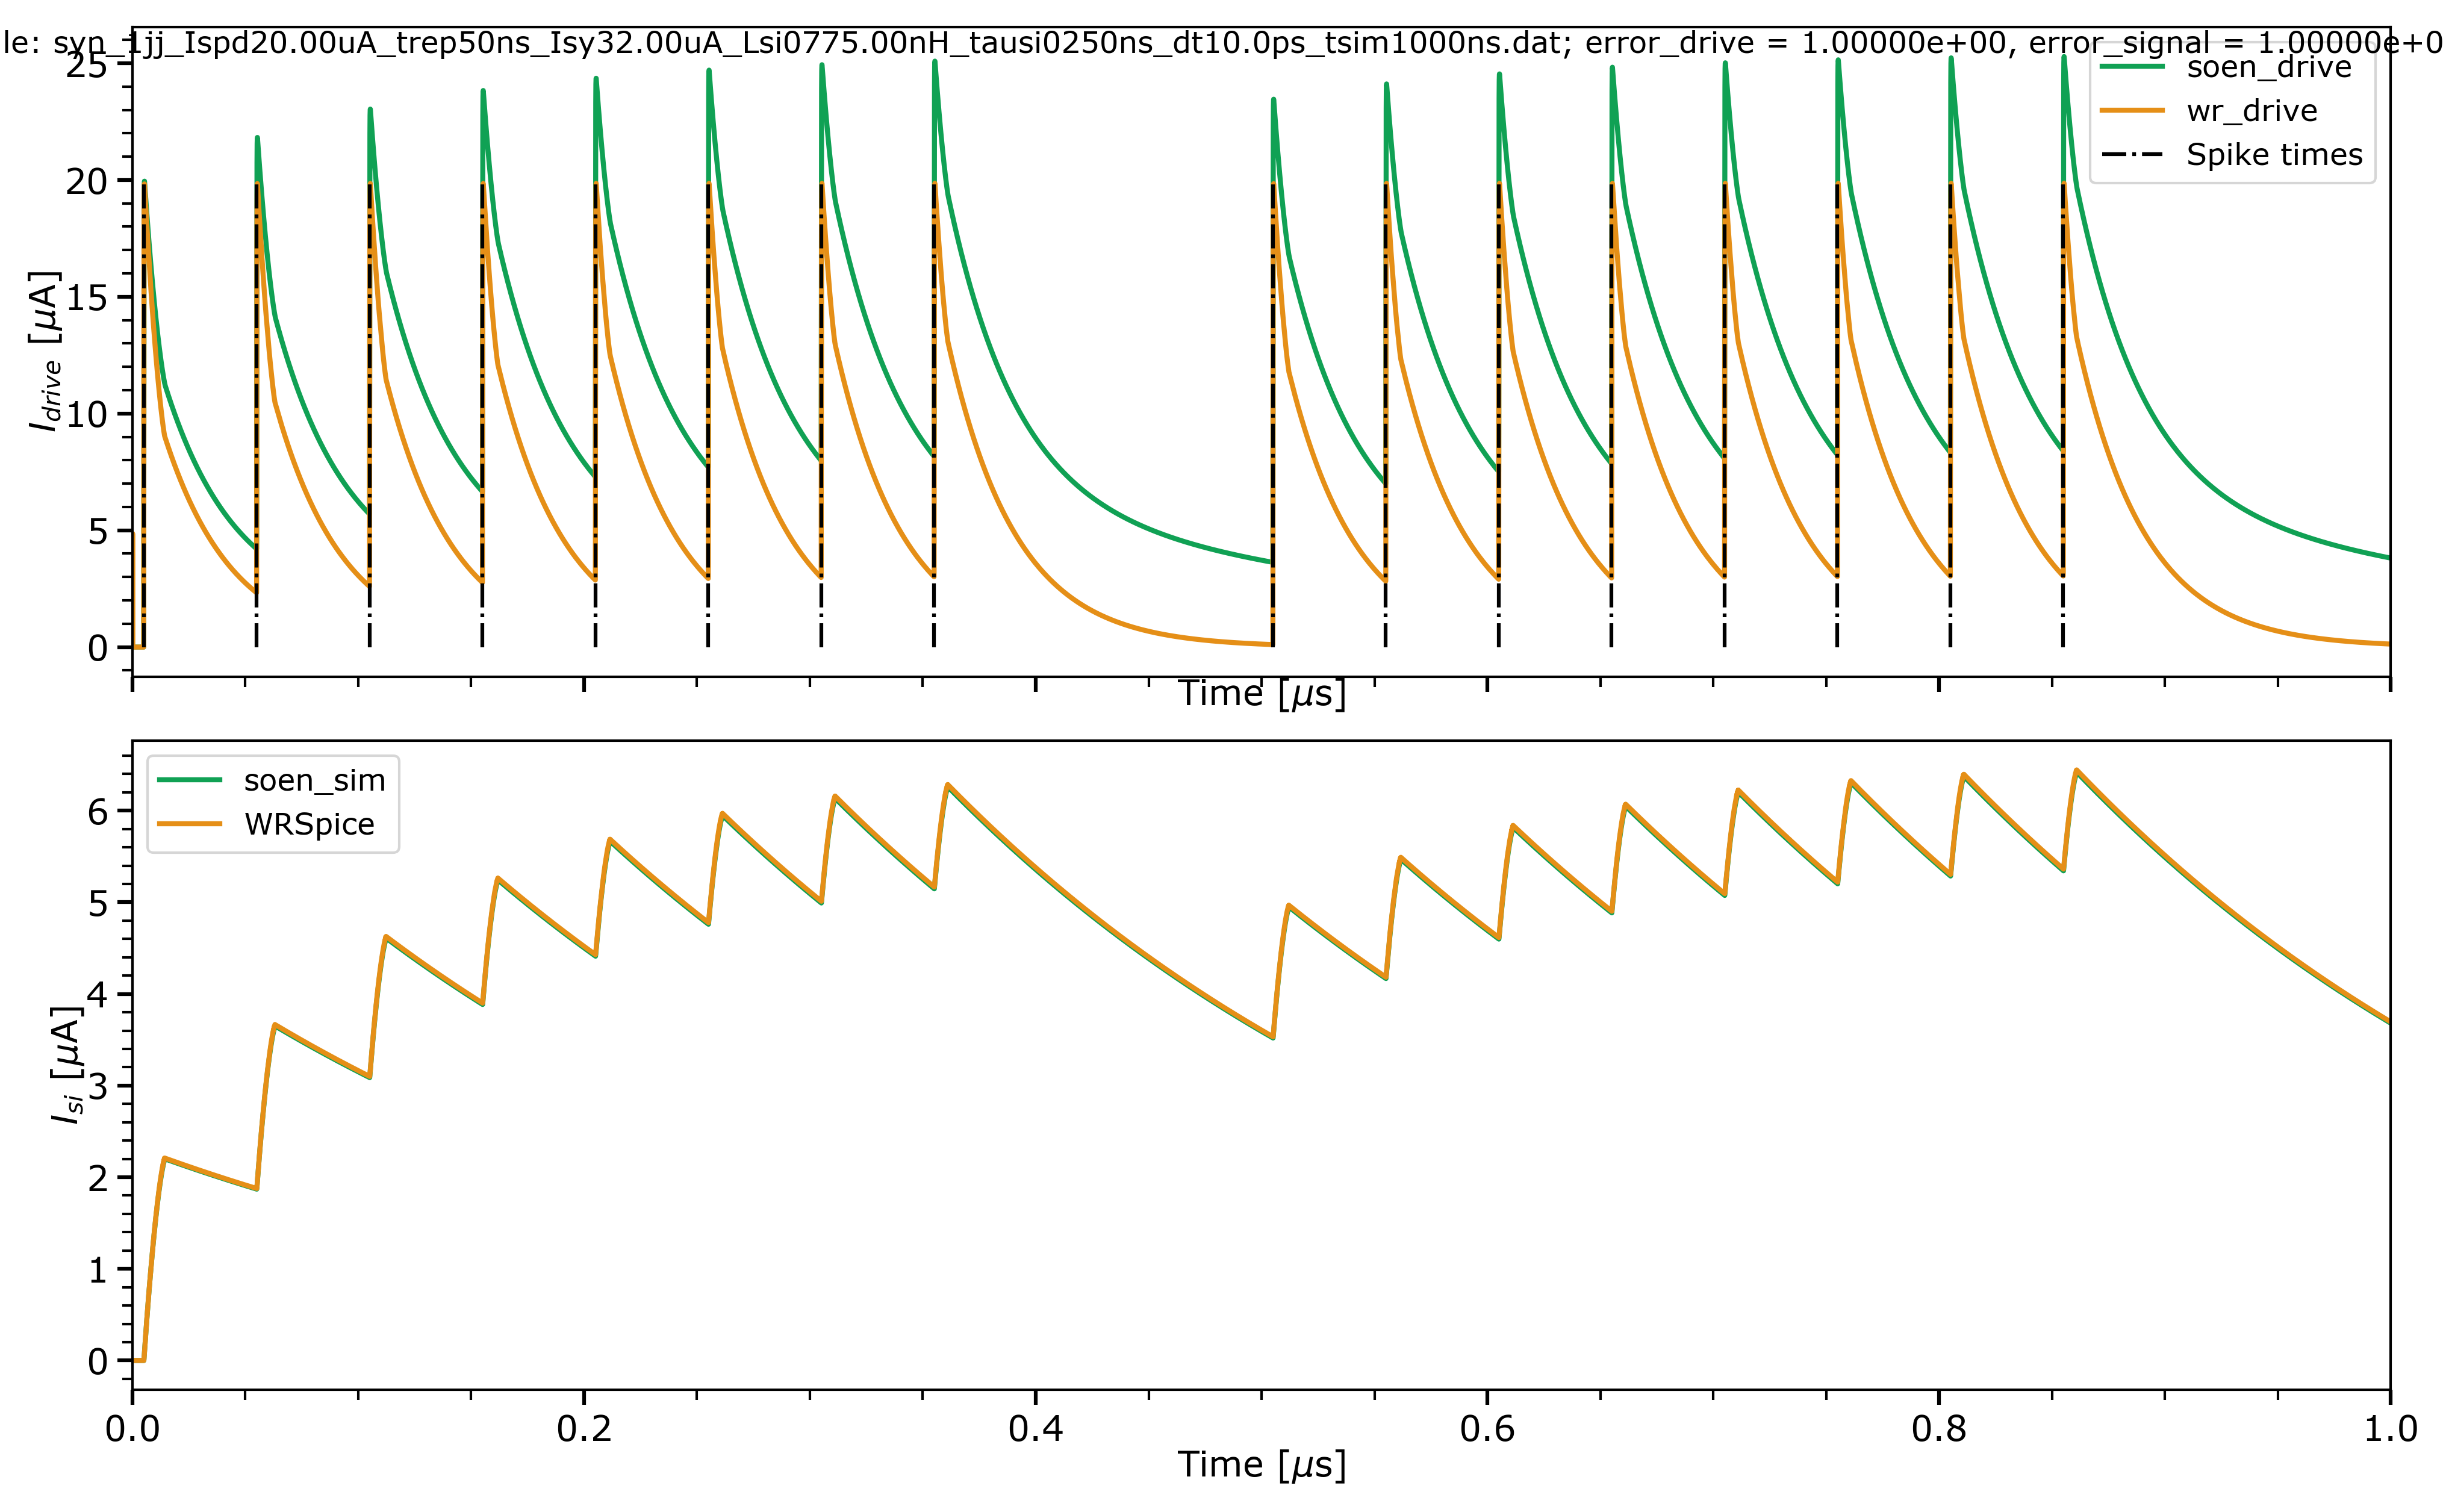 le: syn_1jj_Ispd20.00uA_trep50ns_Isy32.00uA_Lsi0775.00nH_tausi0250ns_dt10.0ps_tsim1000ns.dat; error_drive = 1.00000e+00, error_signal = 1.00000e+0
soen_drive
wr_drive
Spike times
25
20
15
10
5
0
I_drive [μA]
Time [μs]
soen_sim
WRSpice
6
5
4
3
2
1
0
I_si [μA]
0.0 0.2 0.4 0.6 0.8 1.0
Time [μs]